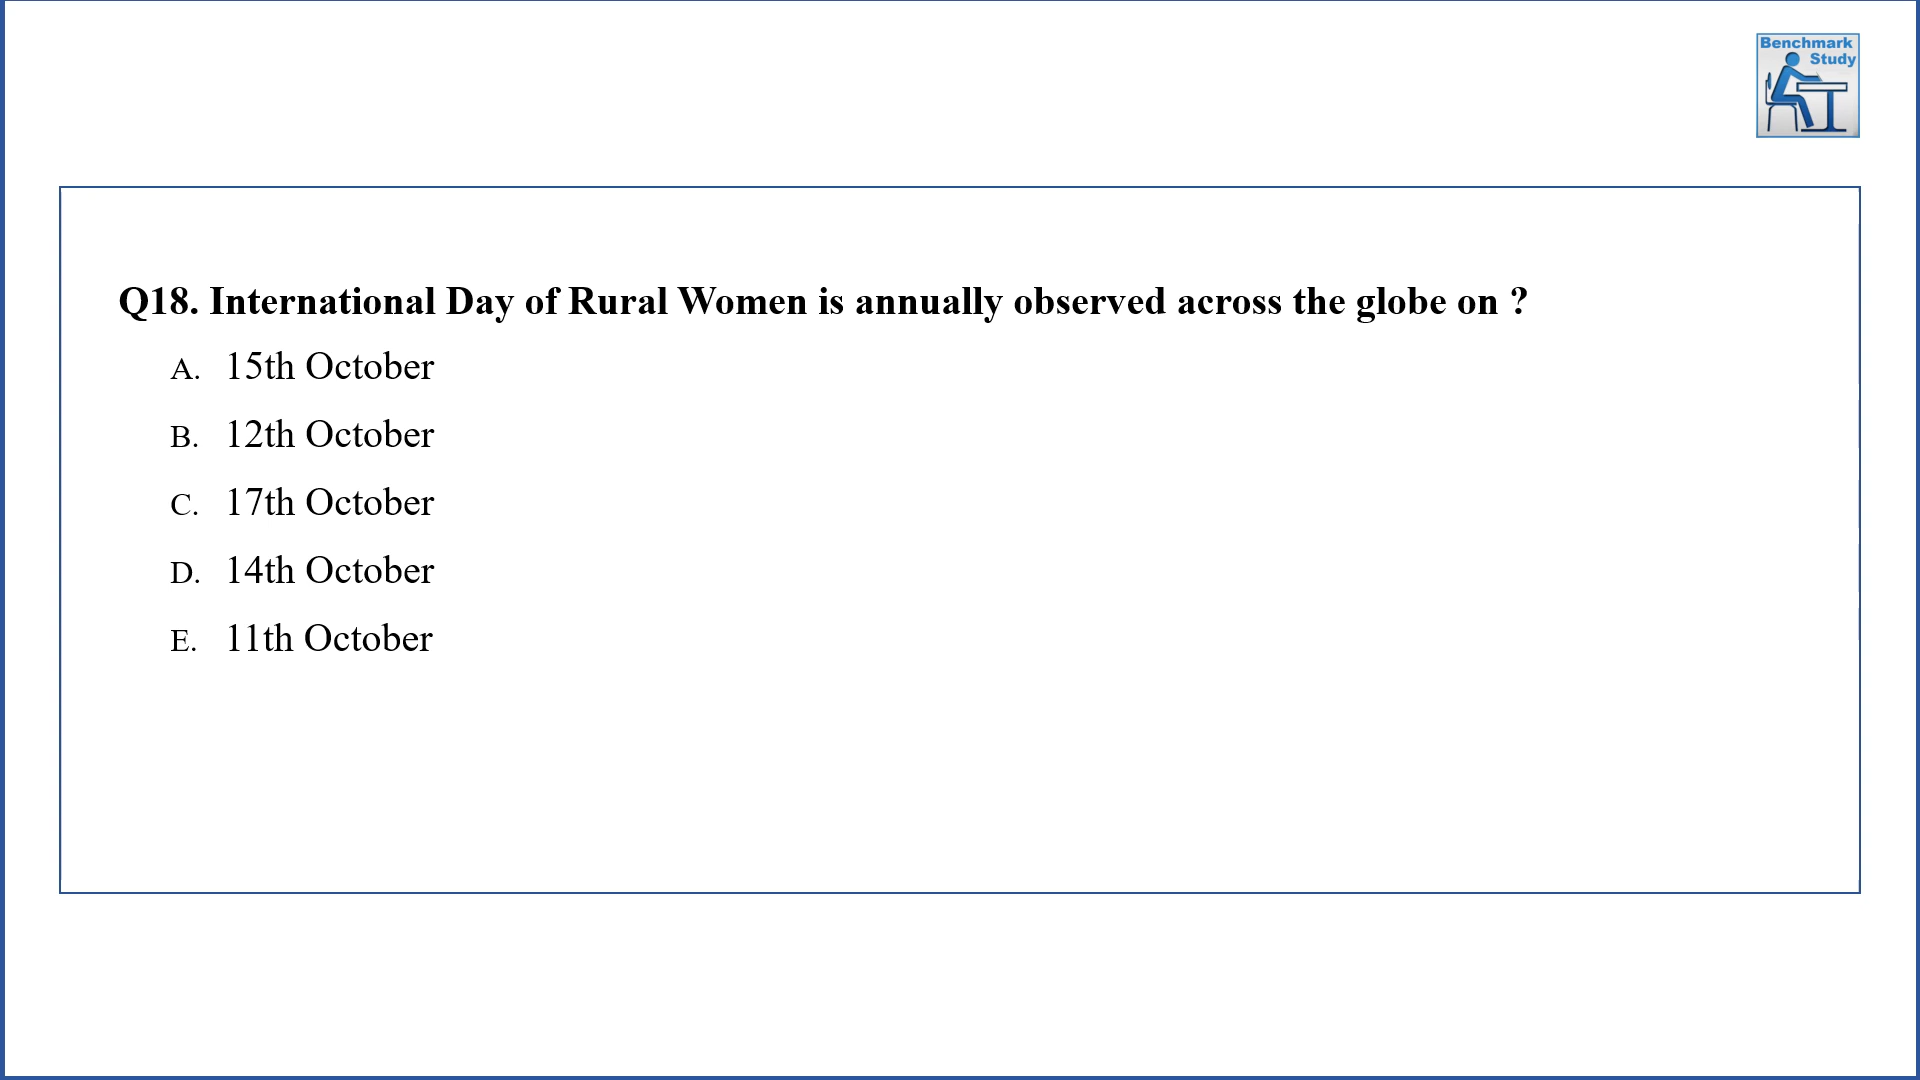 Benchmark
Study
Q18. International Day of Rural Women is annually observed across the globe on ?
A. 15th October
B. 12th October
C. 17th October
D. 14th October
E. 11th October